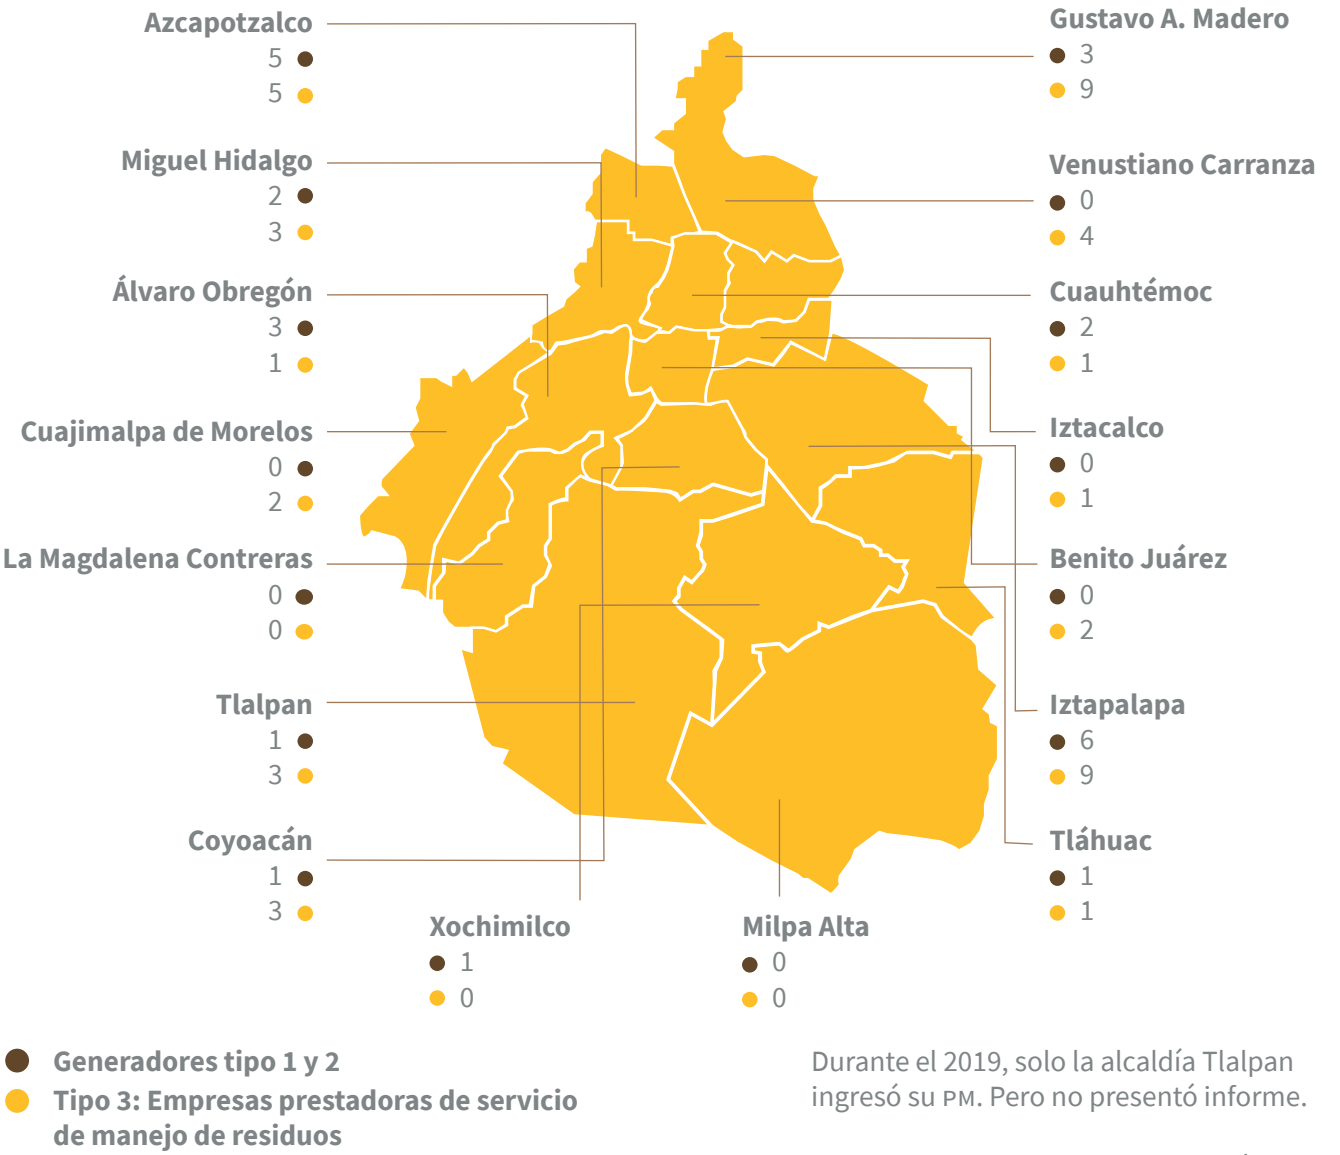 Azcapotzalco
5
5
Miguel Hidalgo
2
3
Álvaro Obregón
3
1
Cuajimalpa de Morelos
0
2
La Magdalena Contreras
0
0
Tlalpan
1
3
Coyoacán
1
3
Xochimilco
1
0
Milpa Alta
0
0
Gustavo A. Madero
3
9
Venustiano Carranza
0
4
Cuauhtémoc
2
1
Iztacalco
0
1
Benito Juárez
0
2
Iztapalapa
6
9
Tláhuac
1
1
Generadores tipo 1 y 2
Tipo 3: Empresas prestadoras de servicio
de manejo de residuos
Durante el 2019, solo la alcaldía Tlalpan
ingresó su PM. Pero no presentó informe.